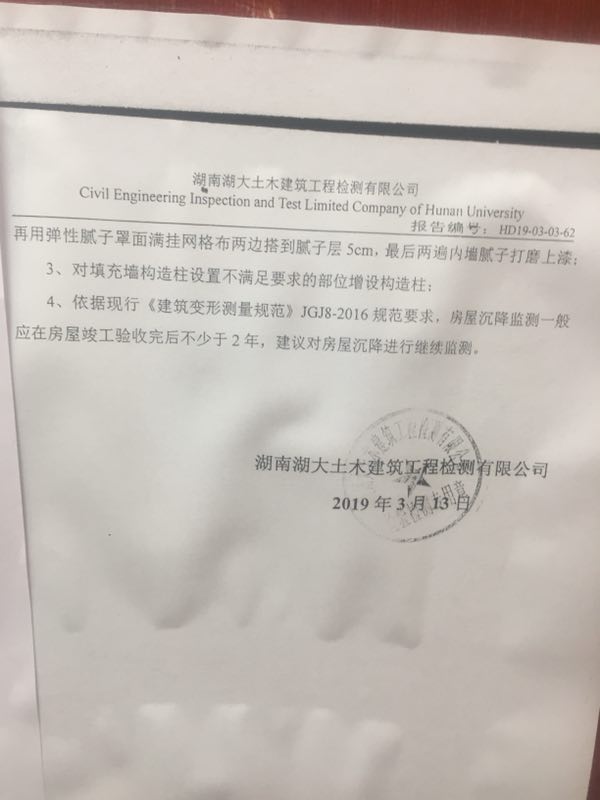 湖南湖大土木建筑工程检测有限公司
Civil Engineering Inspection and Test Limited Company of Hunan University
报告编号：HD19-03-03-62
再用弹性腻子罩面满挂网格布两边搭到腻子层5cm，最后两遍内墙腻子打磨上漆；
3、对填充墙构造柱设置不满足要求的部位增设构造柱；
4、依据现行《建筑变形测量规范》JGJ8-2016 规范要求，房屋沉降监测一般
应在房屋竣工验收完后不少于 2 年，建议对房屋沉降进行继续监测。
湖南湖大土木建筑工程检测有限公司
2019 年 3 月 13 日